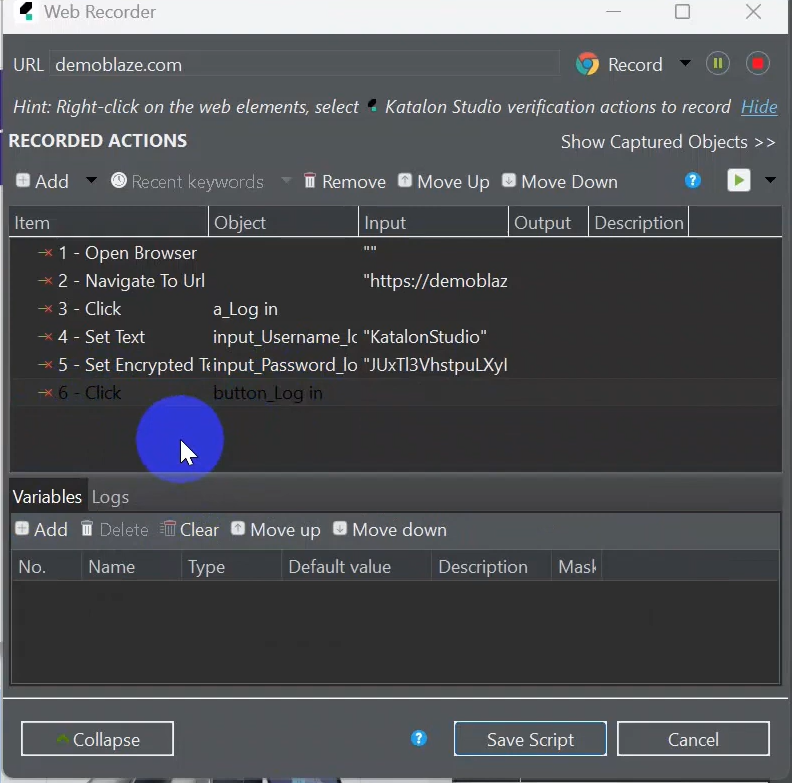 Web Recorder
URL demoblaze.com Record
Hint: Right-click on the web elements, select Katalon Studio verification actions to record Hide
RECORDED ACTIONS Show Captured Objects >>
Add Recent keywords Remove Move Up Move Down
Item Object Input Output Description
1 - Open Browser ""
2 - Navigate To Url "https://demoblaz
3 - Click a_Log in
4 - Set Text input_Username_lo "KatalonStudio"
5 - Set Encrypted Te input_Password_lo
6 - Click button_Log in
Variables Logs
Add Delete Clear Move up Move down
No. Name Type Default value Description Mask
Collapse Save Script Cancel